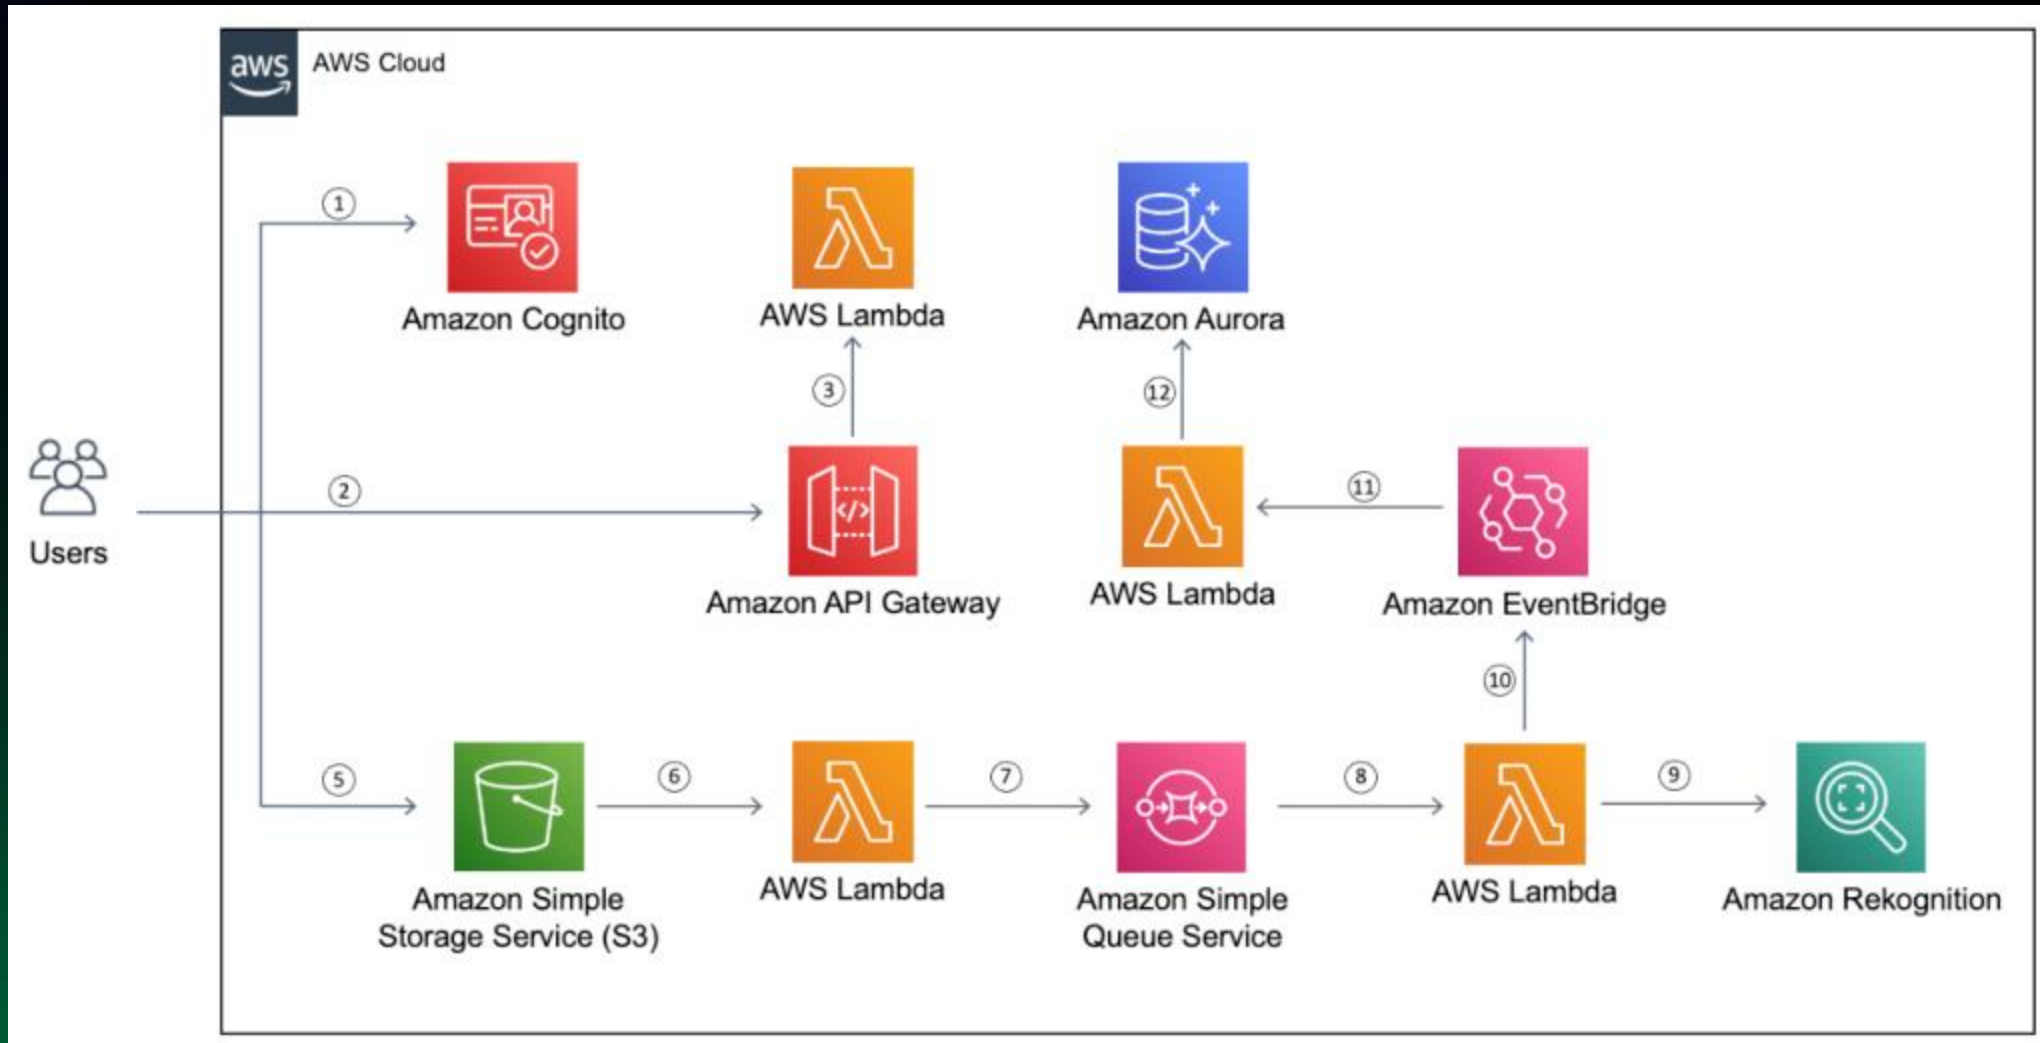 aws
AWS Cloud
1
Amazon Cognito
AWS Lambda
Amazon Aurora
3
12
Users
2
</>
Amazon API Gateway
AWS Lambda
11
Amazon EventBridge
10
5
Amazon Simple
Storage Service (S3)
6
AWS Lambda
7
Amazon Simple
Queue Service
8
AWS Lambda
9
Amazon Rekognition